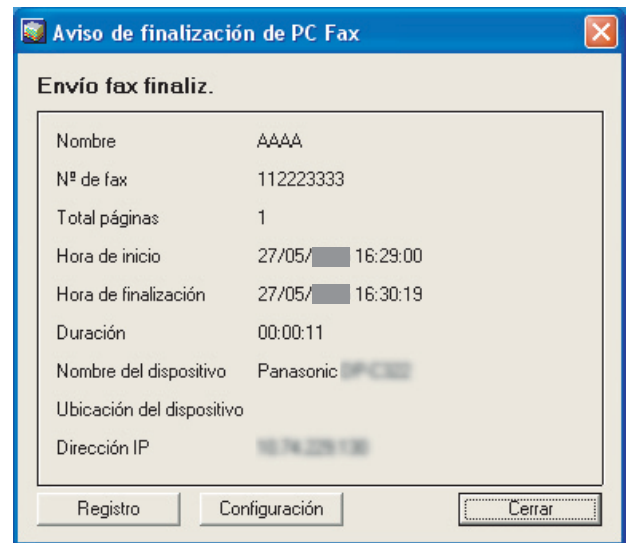 Aviso de finalización de PC Fax
Envío fax finaliz.
Nombre AAAA
Nº de fax 112223333
Total páginas 1
Hora de inicio 27/05/ 16:29:00
Hora de finalización 27/05/ 16:30:19
Duración 00:00:11
Nombre del dispositivo Panasonic
Ubicación del dispositivo
Dirección IP
Registro Configuración Cerrar